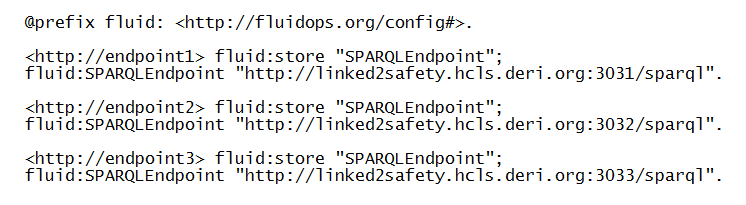 @prefix fluid: <http://fluidops.org/config#>.
<http://endpoint1> fluid:store "SPARQLEndpoint";
fluid:SPARQLEndpoint "http://linked2safety.hcls.deri.org:3031/sparql".
<http://endpoint2> fluid:store "SPARQLEndpoint";
fluid:SPARQLEndpoint "http://linked2safety.hcls.deri.org:3032/sparql".
<http://endpoint3> fluid:store "SPARQLEndpoint";
fluid:SPARQLEndpoint "http://linked2safety.hcls.deri.org:3033/sparql".